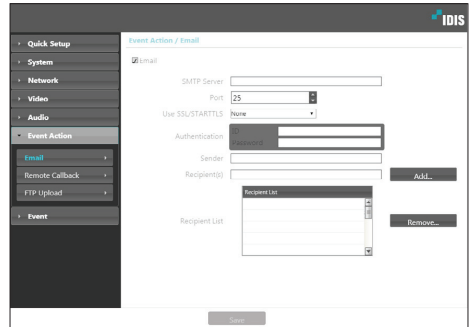 IDIS
Quick Setup
System
Network
Video
Audio
Event Action
Email
Remote Callback
FTP Upload
Event
Event Action / Email
Email
SMTP Server
Port 25
Use SSL/STARTTLS None
Authentication
ID
Password
Sender
Recipient(s) Add...
Recipient List
Recipient List Remove...
Save